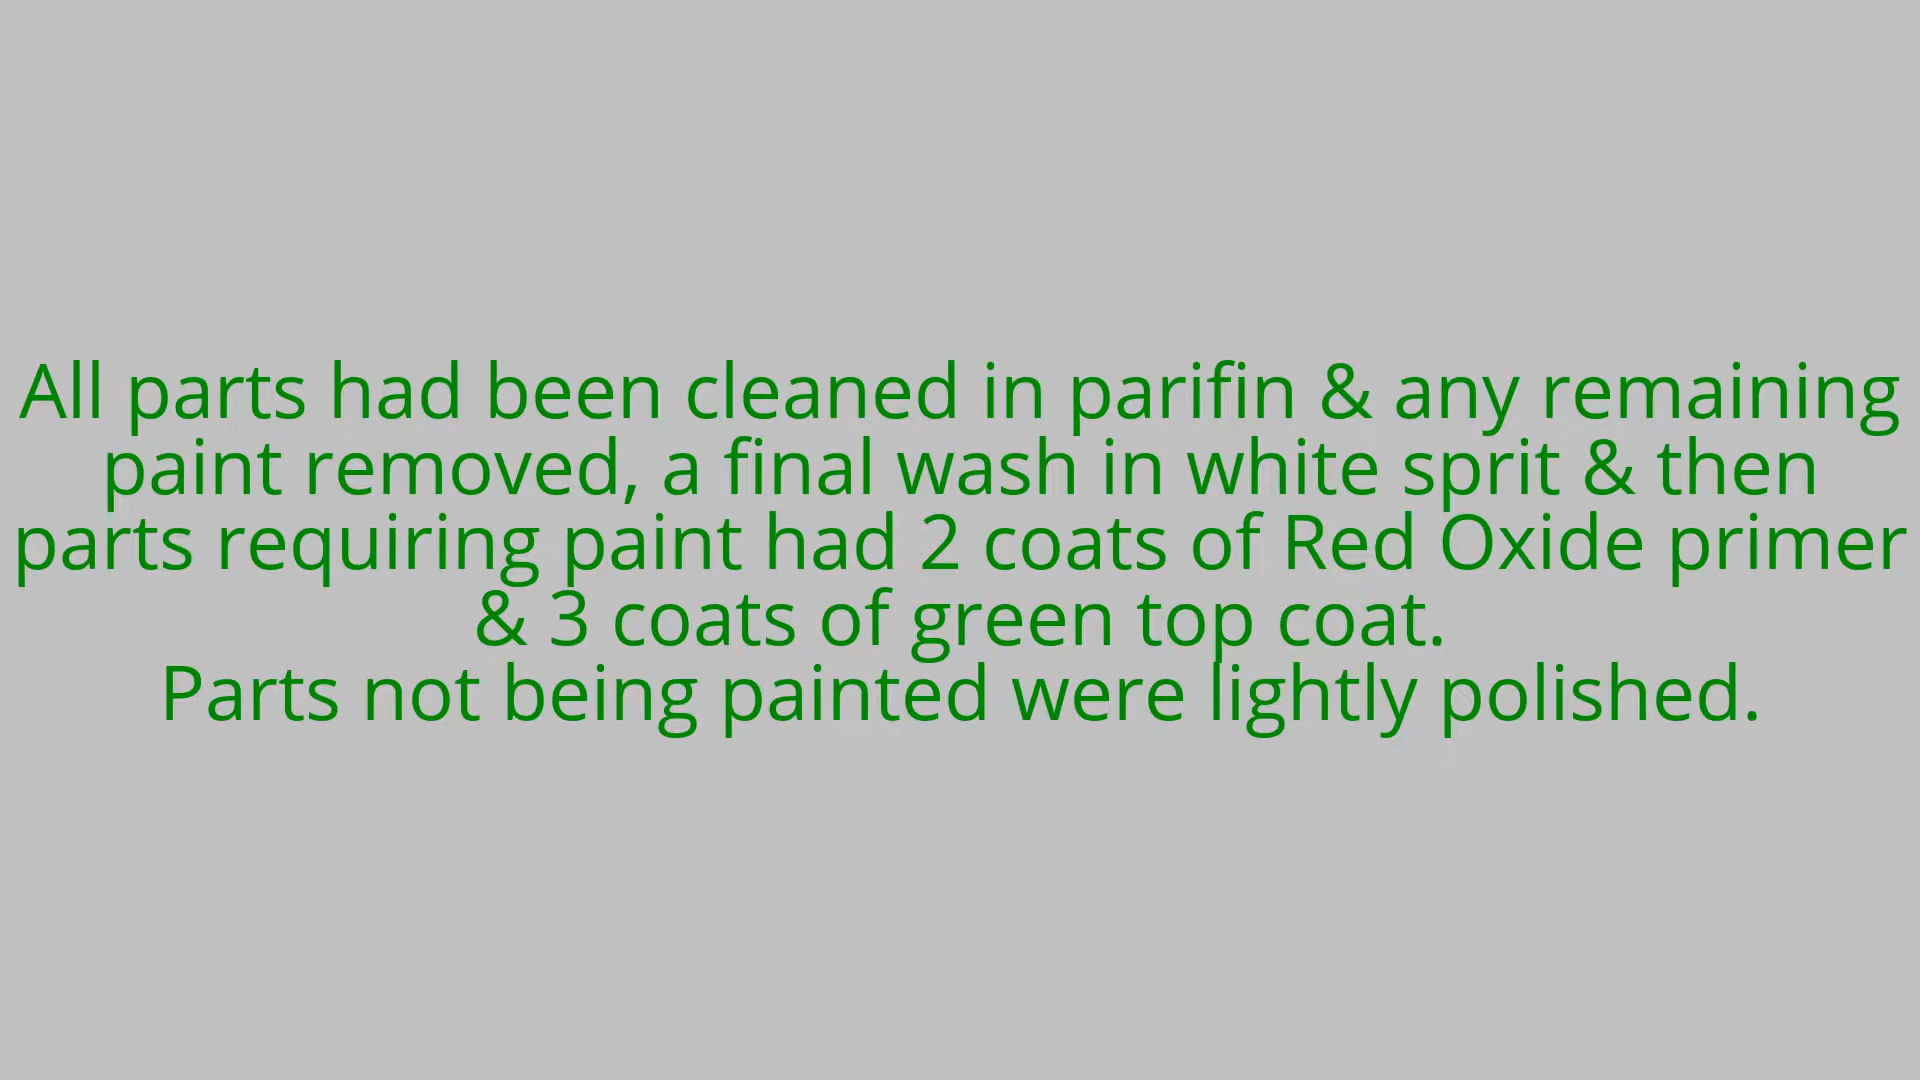 All parts had been cleaned in parifin & any remaining
paint removed, a final wash in white sprit & then
parts requiring paint had 2 coats of Red Oxide primer
& 3 coats of green top coat.
Parts not being painted were lightly polished.